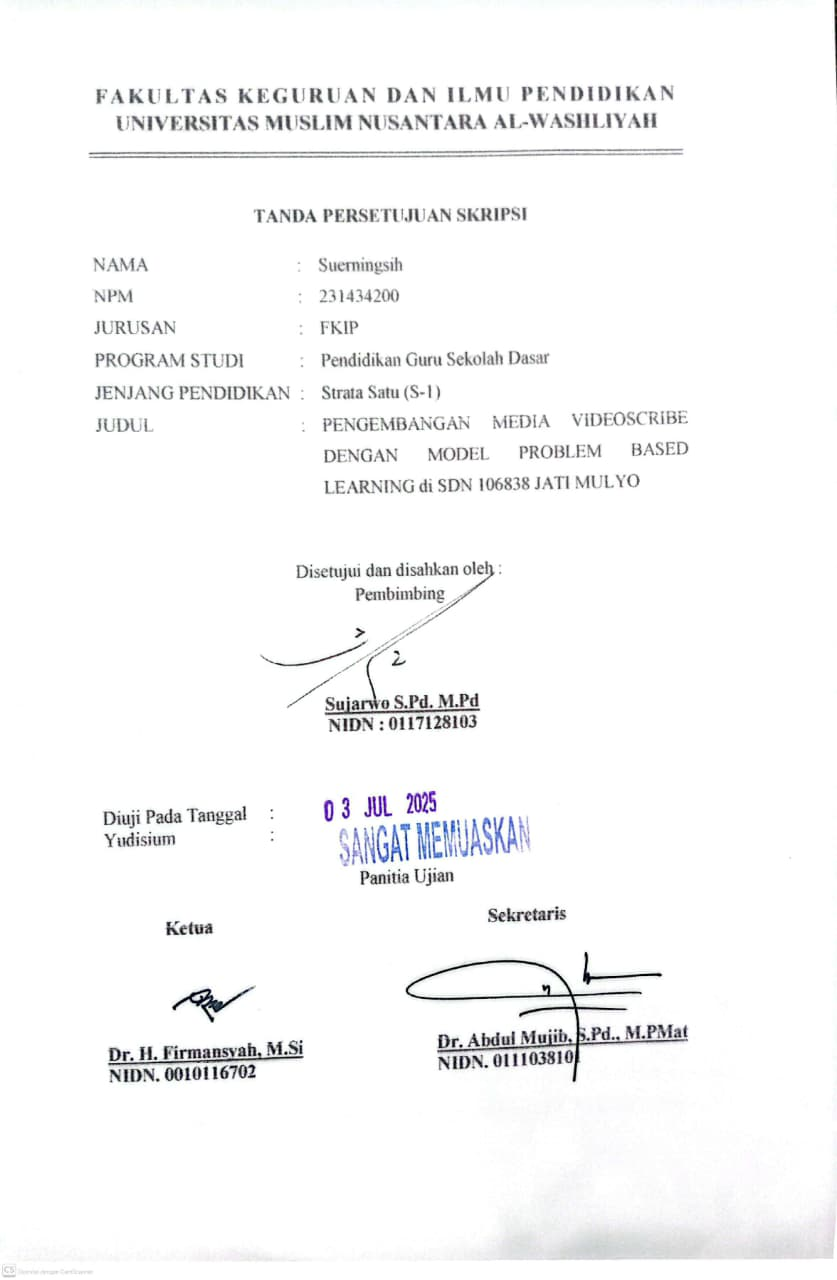 FAKULTAS KEGURUAN DAN ILMU PENDIDIKAN
UNIVERSITAS MUSLIM NUSANTARA AL-WASHLIYAH
TANDA PERSETUJUAN SKRIPSI
NAMA : Suerningsih
NPM : 231434200
JURUSAN : FKIP
PROGRAM STUDI : Pendidikan Guru Sekolah Dasar
JENJANG PENDIDIKAN : Strata Satu (S-1)
JUDUL : PENGEMBANGAN MEDIA VIDEOSCRIBE
DENGAN MODEL PROBLEM BASED
LEARNING di SDN 106838 JATI MULYO
Disetujui dan disahkan oleh :
Pembimbing
Sujarwo S.Pd. M.Pd
NIDN : 0117128103
Diuji Pada Tanggal : 03 JUL 2025
Yudisium : SANGAT MEMUASKAN
Panitia Ujian
Ketua
Sekretaris
Dr. H. Firmansyah, M.Si
NIDN. 0010116702
Dr. Abdul Mujib, S.Pd., M.PMat
NIDN.
CS